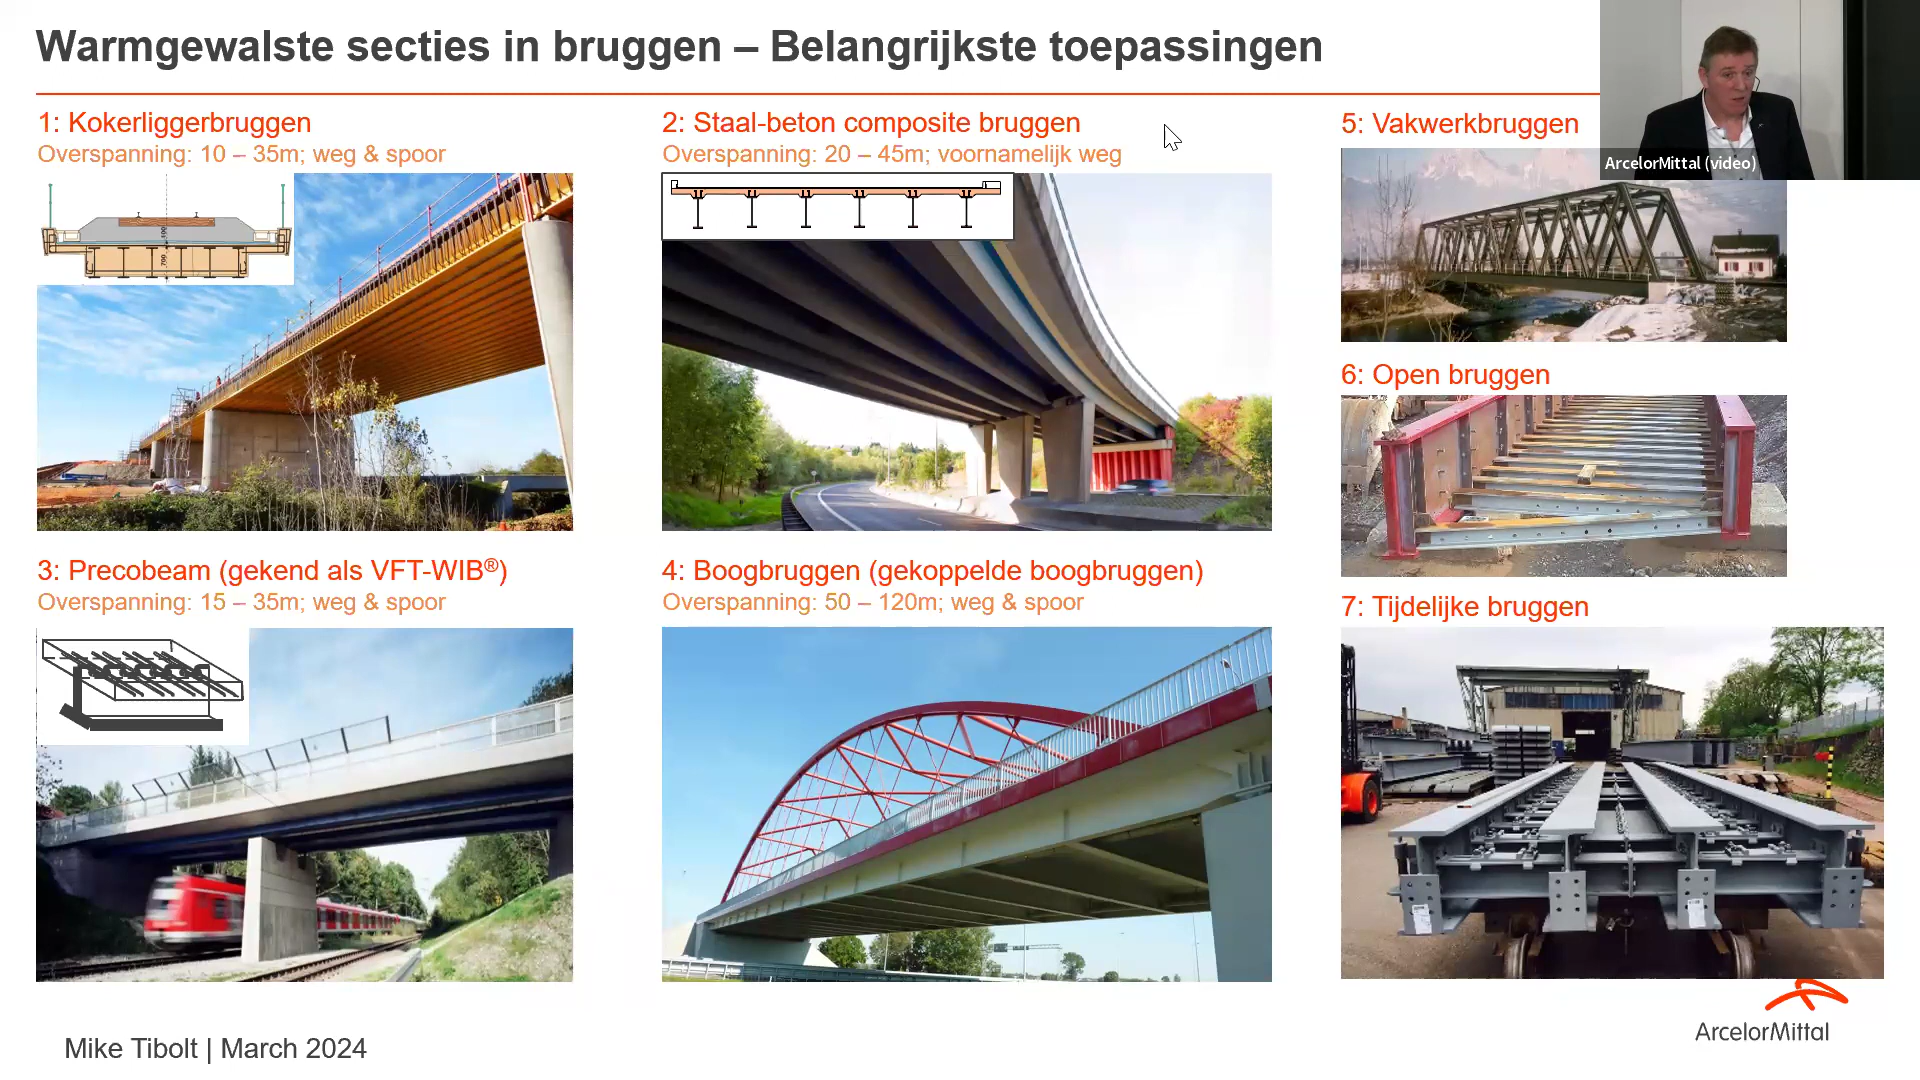 Warmgewalste secties in bruggen – Belangrijkste toepassingen
1: Kokerliggerbruggen
Overspanning: 10 – 35m; weg & spoor
2: Staal-beton composite bruggen
Overspanning: 20 – 45m; voornamelijk weg
5: Vakwerkbruggen
ArcelorMittal (video)
6: Open bruggen
3: Precobeam (gekend als VFT-WIB®)
Overspanning: 15 – 35m; weg & spoor
4: Boogbruggen (gekoppelde boogbruggen)
Overspanning: 50 – 120m; weg & spoor
7: Tijdelijke bruggen
ArcelorMittal
Mike Tibolt | March 2024